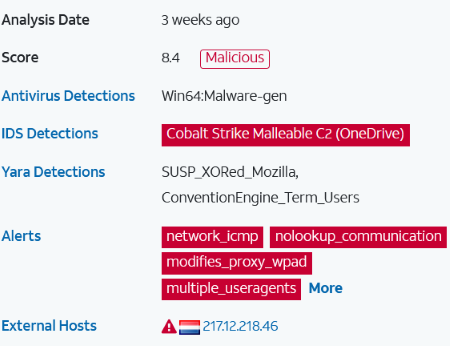 Analysis Date 3 weeks ago
Score 8.4 Malicious
Antivirus Detections Win64:Malware-gen
IDS Detections Cobalt Strike Malleable C2 (OneDrive)
Yara Detections SUSP_XORed_Mozilla,
ConventionEngine_Term_Users
Alerts network_icmp nolookup_communication
modifies_proxy_wpad
multiple_useragents More
External Hosts 217.12.218.46